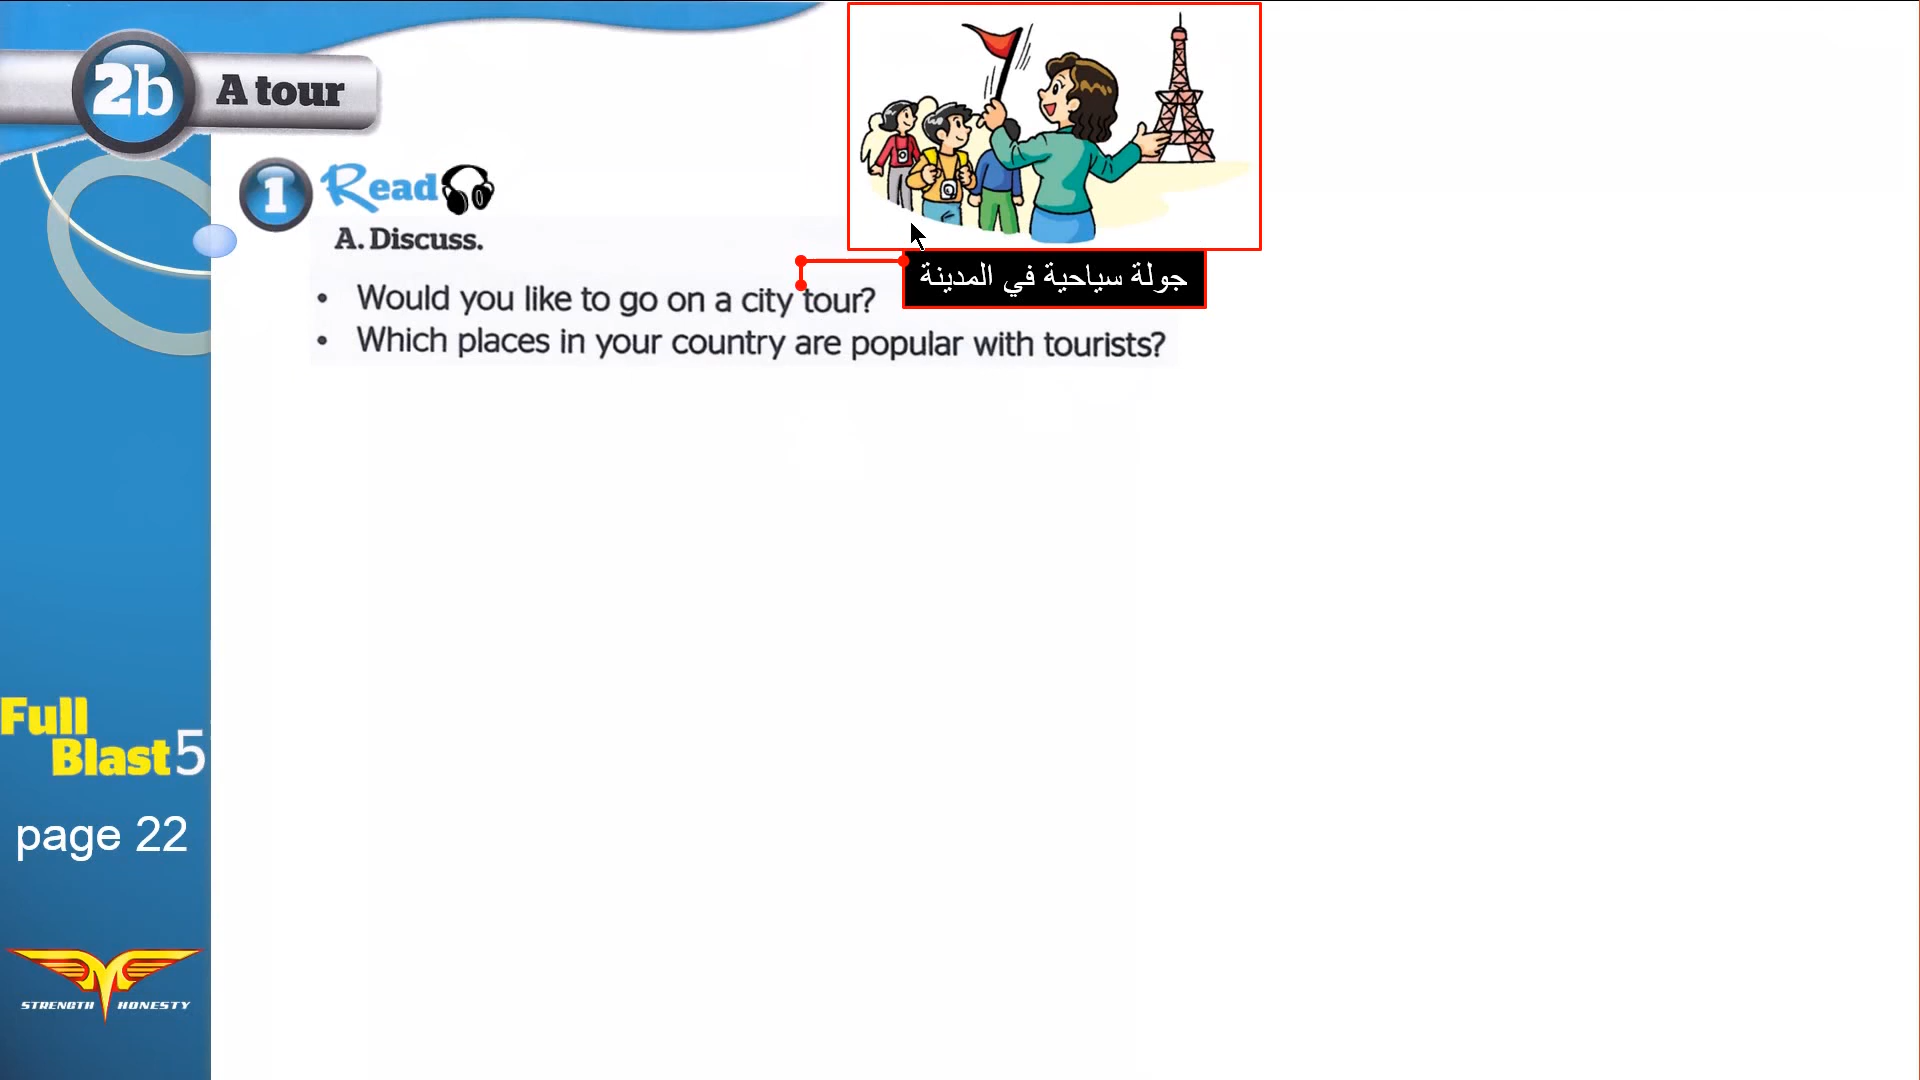 2b A tour
1 Read
A. Discuss.
جولة سياحية في المدينة
• Would you like to go on a city tour?
• Which places in your country are popular with tourists?
Full
Blast 5
page 22
STRENGTH HONESTY